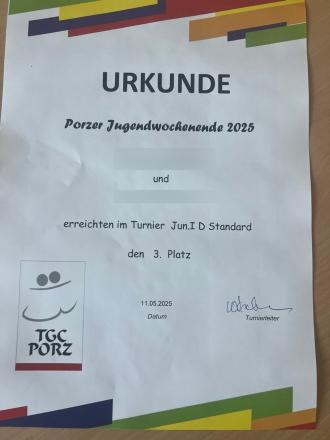 URKUNDE
Porzer Jugendwochenende 2025
und
erreichten im Turnier Jun.I D Standard
den 3. Platz
11.05.2025
Datum
Turnierleiter
TGC
PORZ